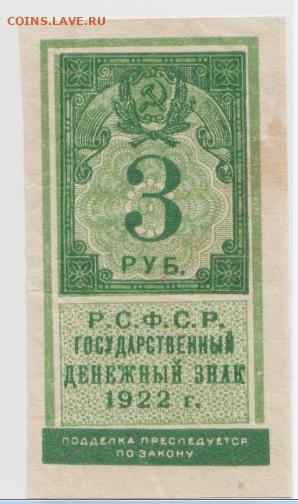 COINS.LAVE.RU
3
РУБ.
Р.С.Ф.С.Р.
ГОСУДАРСТВЕННЫЙ
ДЕНЕЖНЫЙ ЗНАК
1922 г.
ПОДДЕЛКА ПРЕСЛЕДУЕТСЯ
ПО ЗАКОНУ